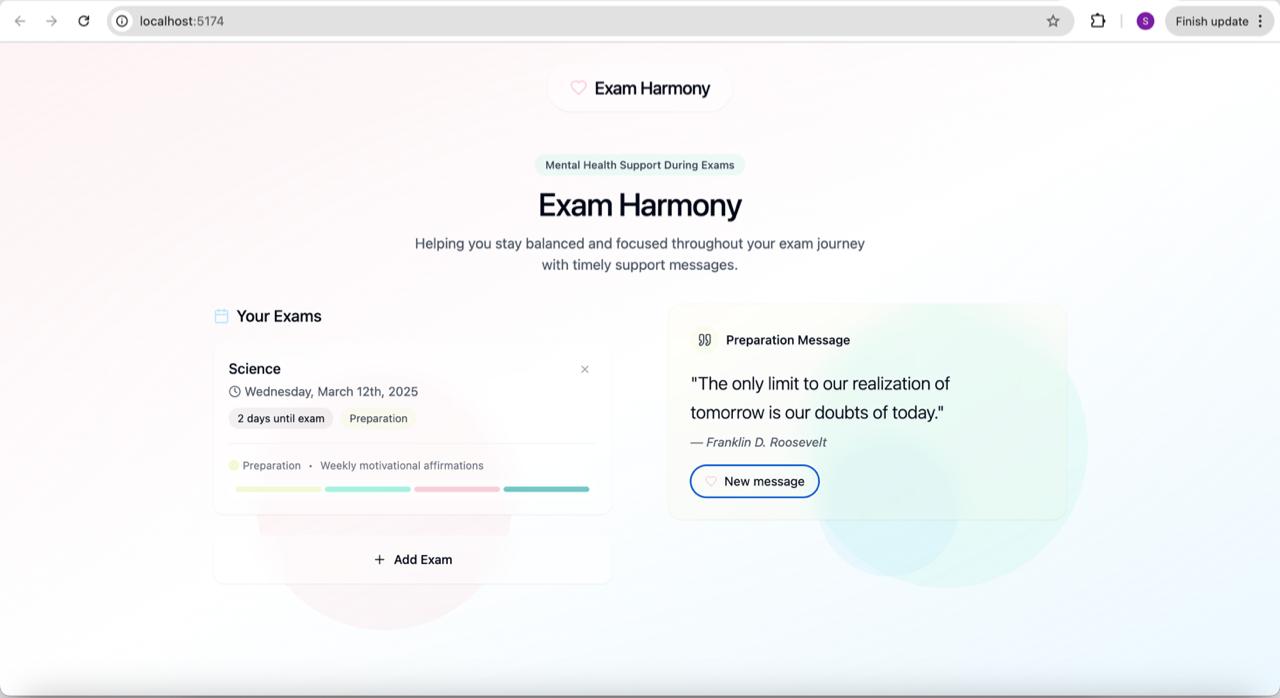 localhost:5174
S
Finish update
Exam Harmony
Mental Health Support During Exams
Exam Harmony
Helping you stay balanced and focused throughout your exam journey
with timely support messages.
Your Exams
Science
Wednesday, March 12th, 2025
2 days until exam
Preparation
Preparation • Weekly motivational affirmations
Add Exam
Preparation Message
"The only limit to our realization of
tomorrow is our doubts of today."
— Franklin D. Roosevelt
New message